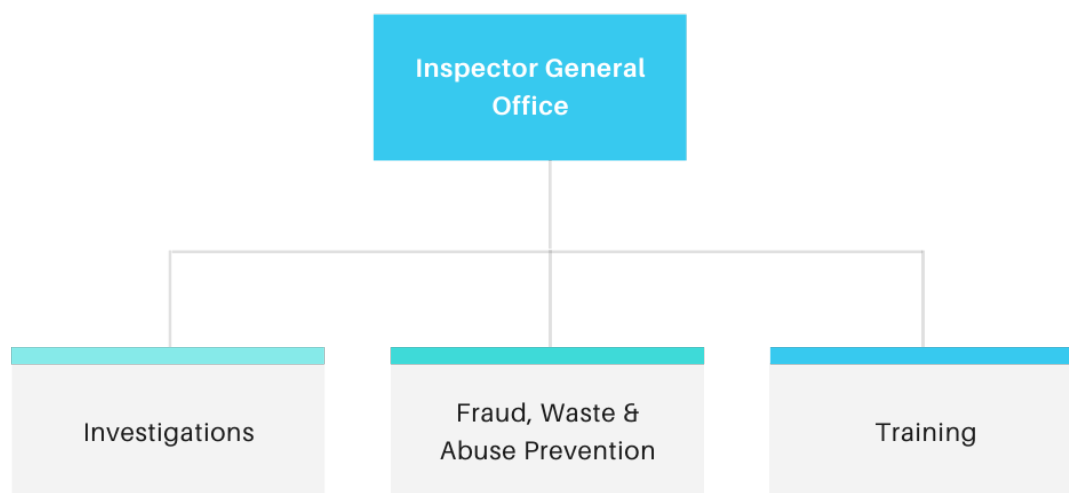 Inspector General
Office
Investigations
Fraud, Waste &
Abuse Prevention
Training